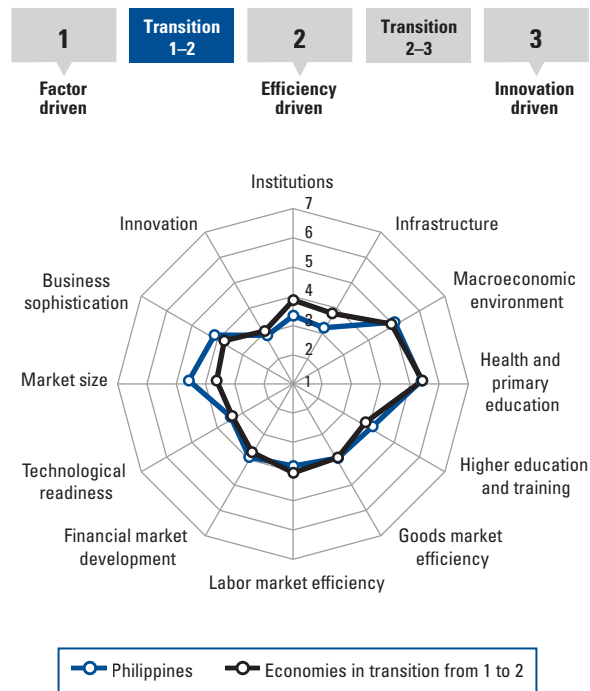 1
Transition
1–2
2
Transition
2–3
3
Factor
driven
Efficiency
driven
Innovation
driven
Institutions
7
Innovation
Infrastructure
6
5
Business
sophistication
Macroeconomic
environment
4
3
2
Market size
1
Health and
primary
education
Technological
readiness
Higher education
and training
Financial market
development
Goods market
efficiency
Labor market efficiency
Philippines
Economies in transition from 1 to 2